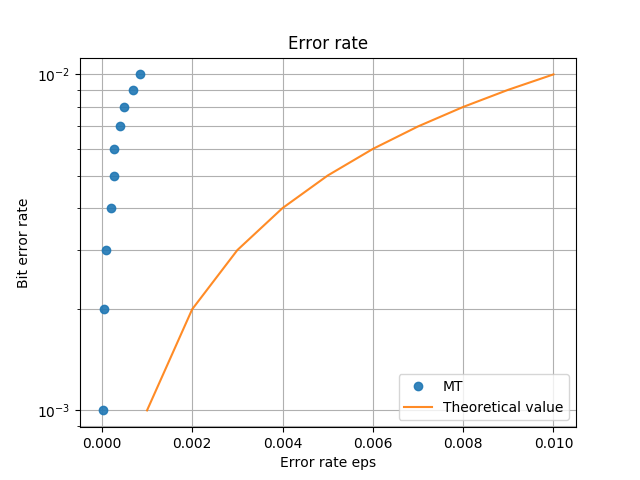 Error rate
10⁻²
10⁻³
Bit error rate
MT
Theoretical value
0.000 0.002 0.004 0.006 0.008 0.010
Error rate eps